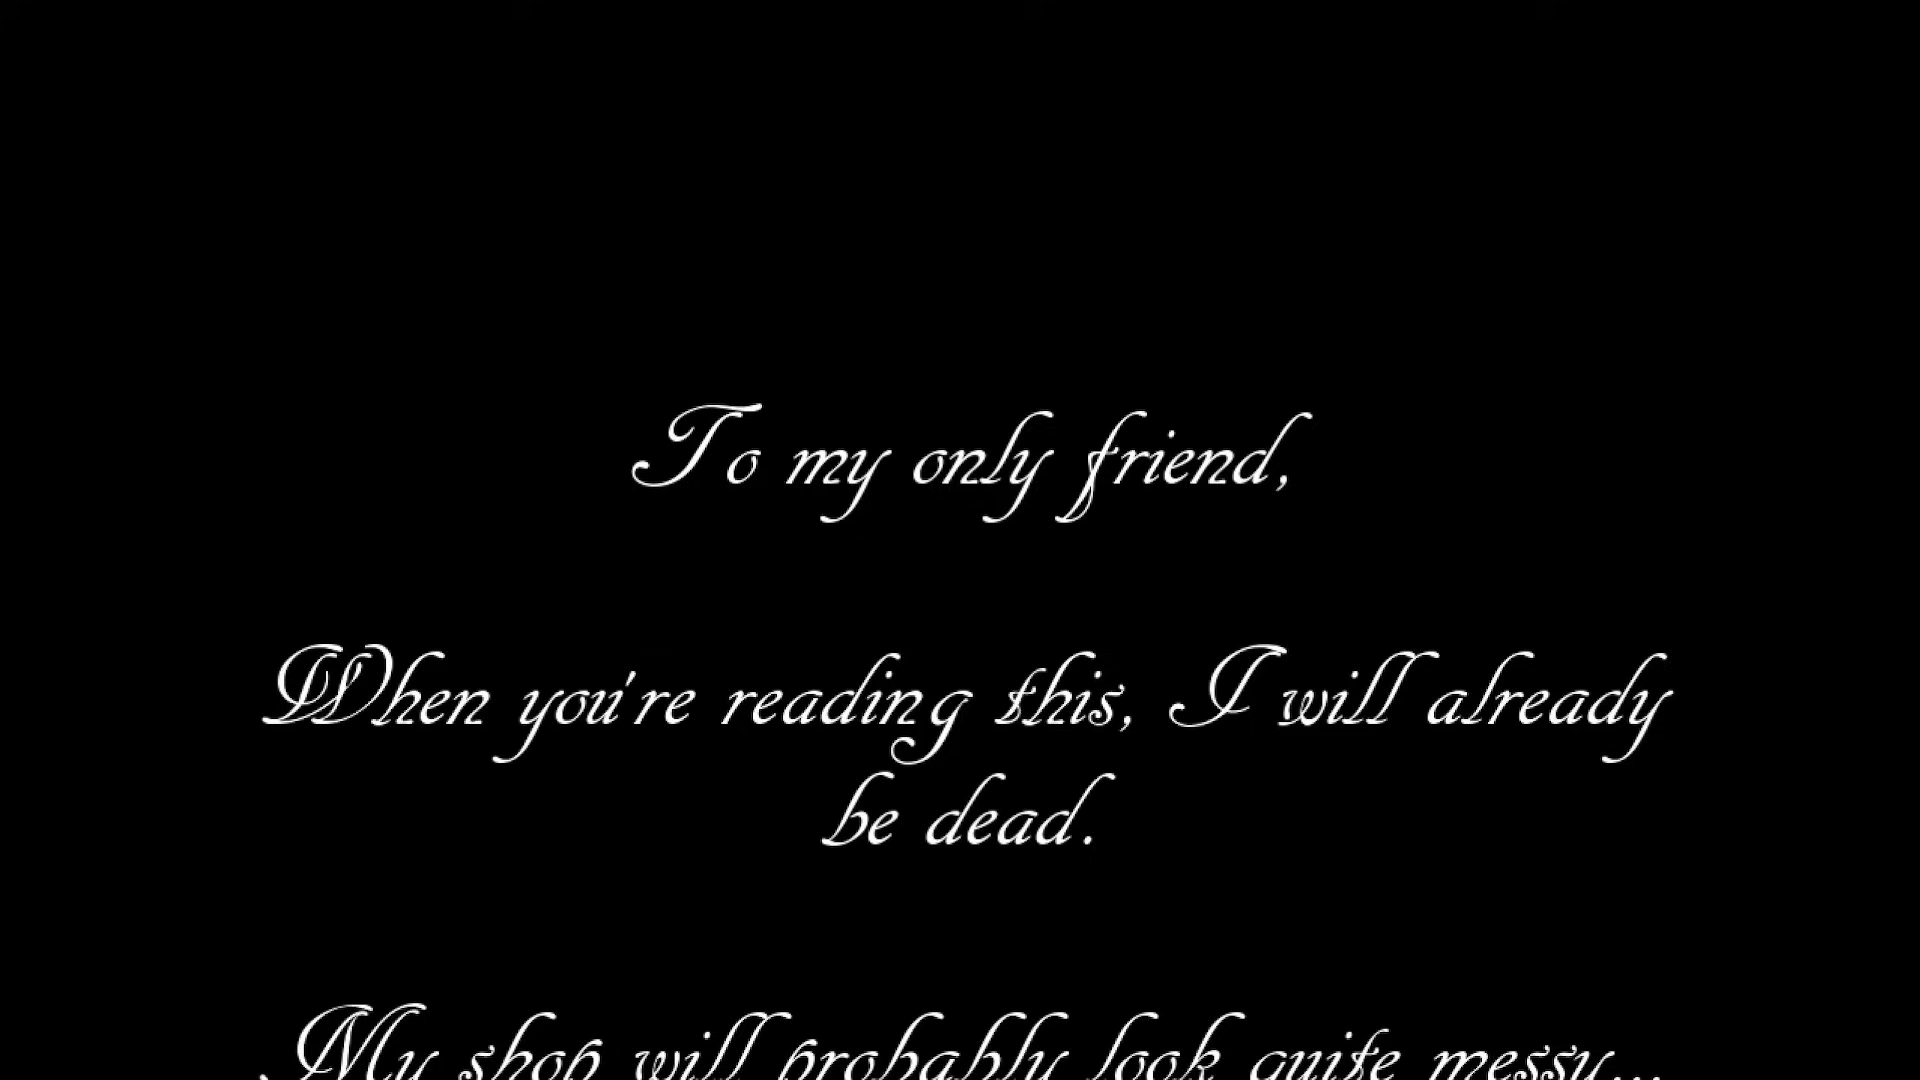 To my only friend,
When you're reading this, I will already
be dead.
My shop will probably look quite messy...